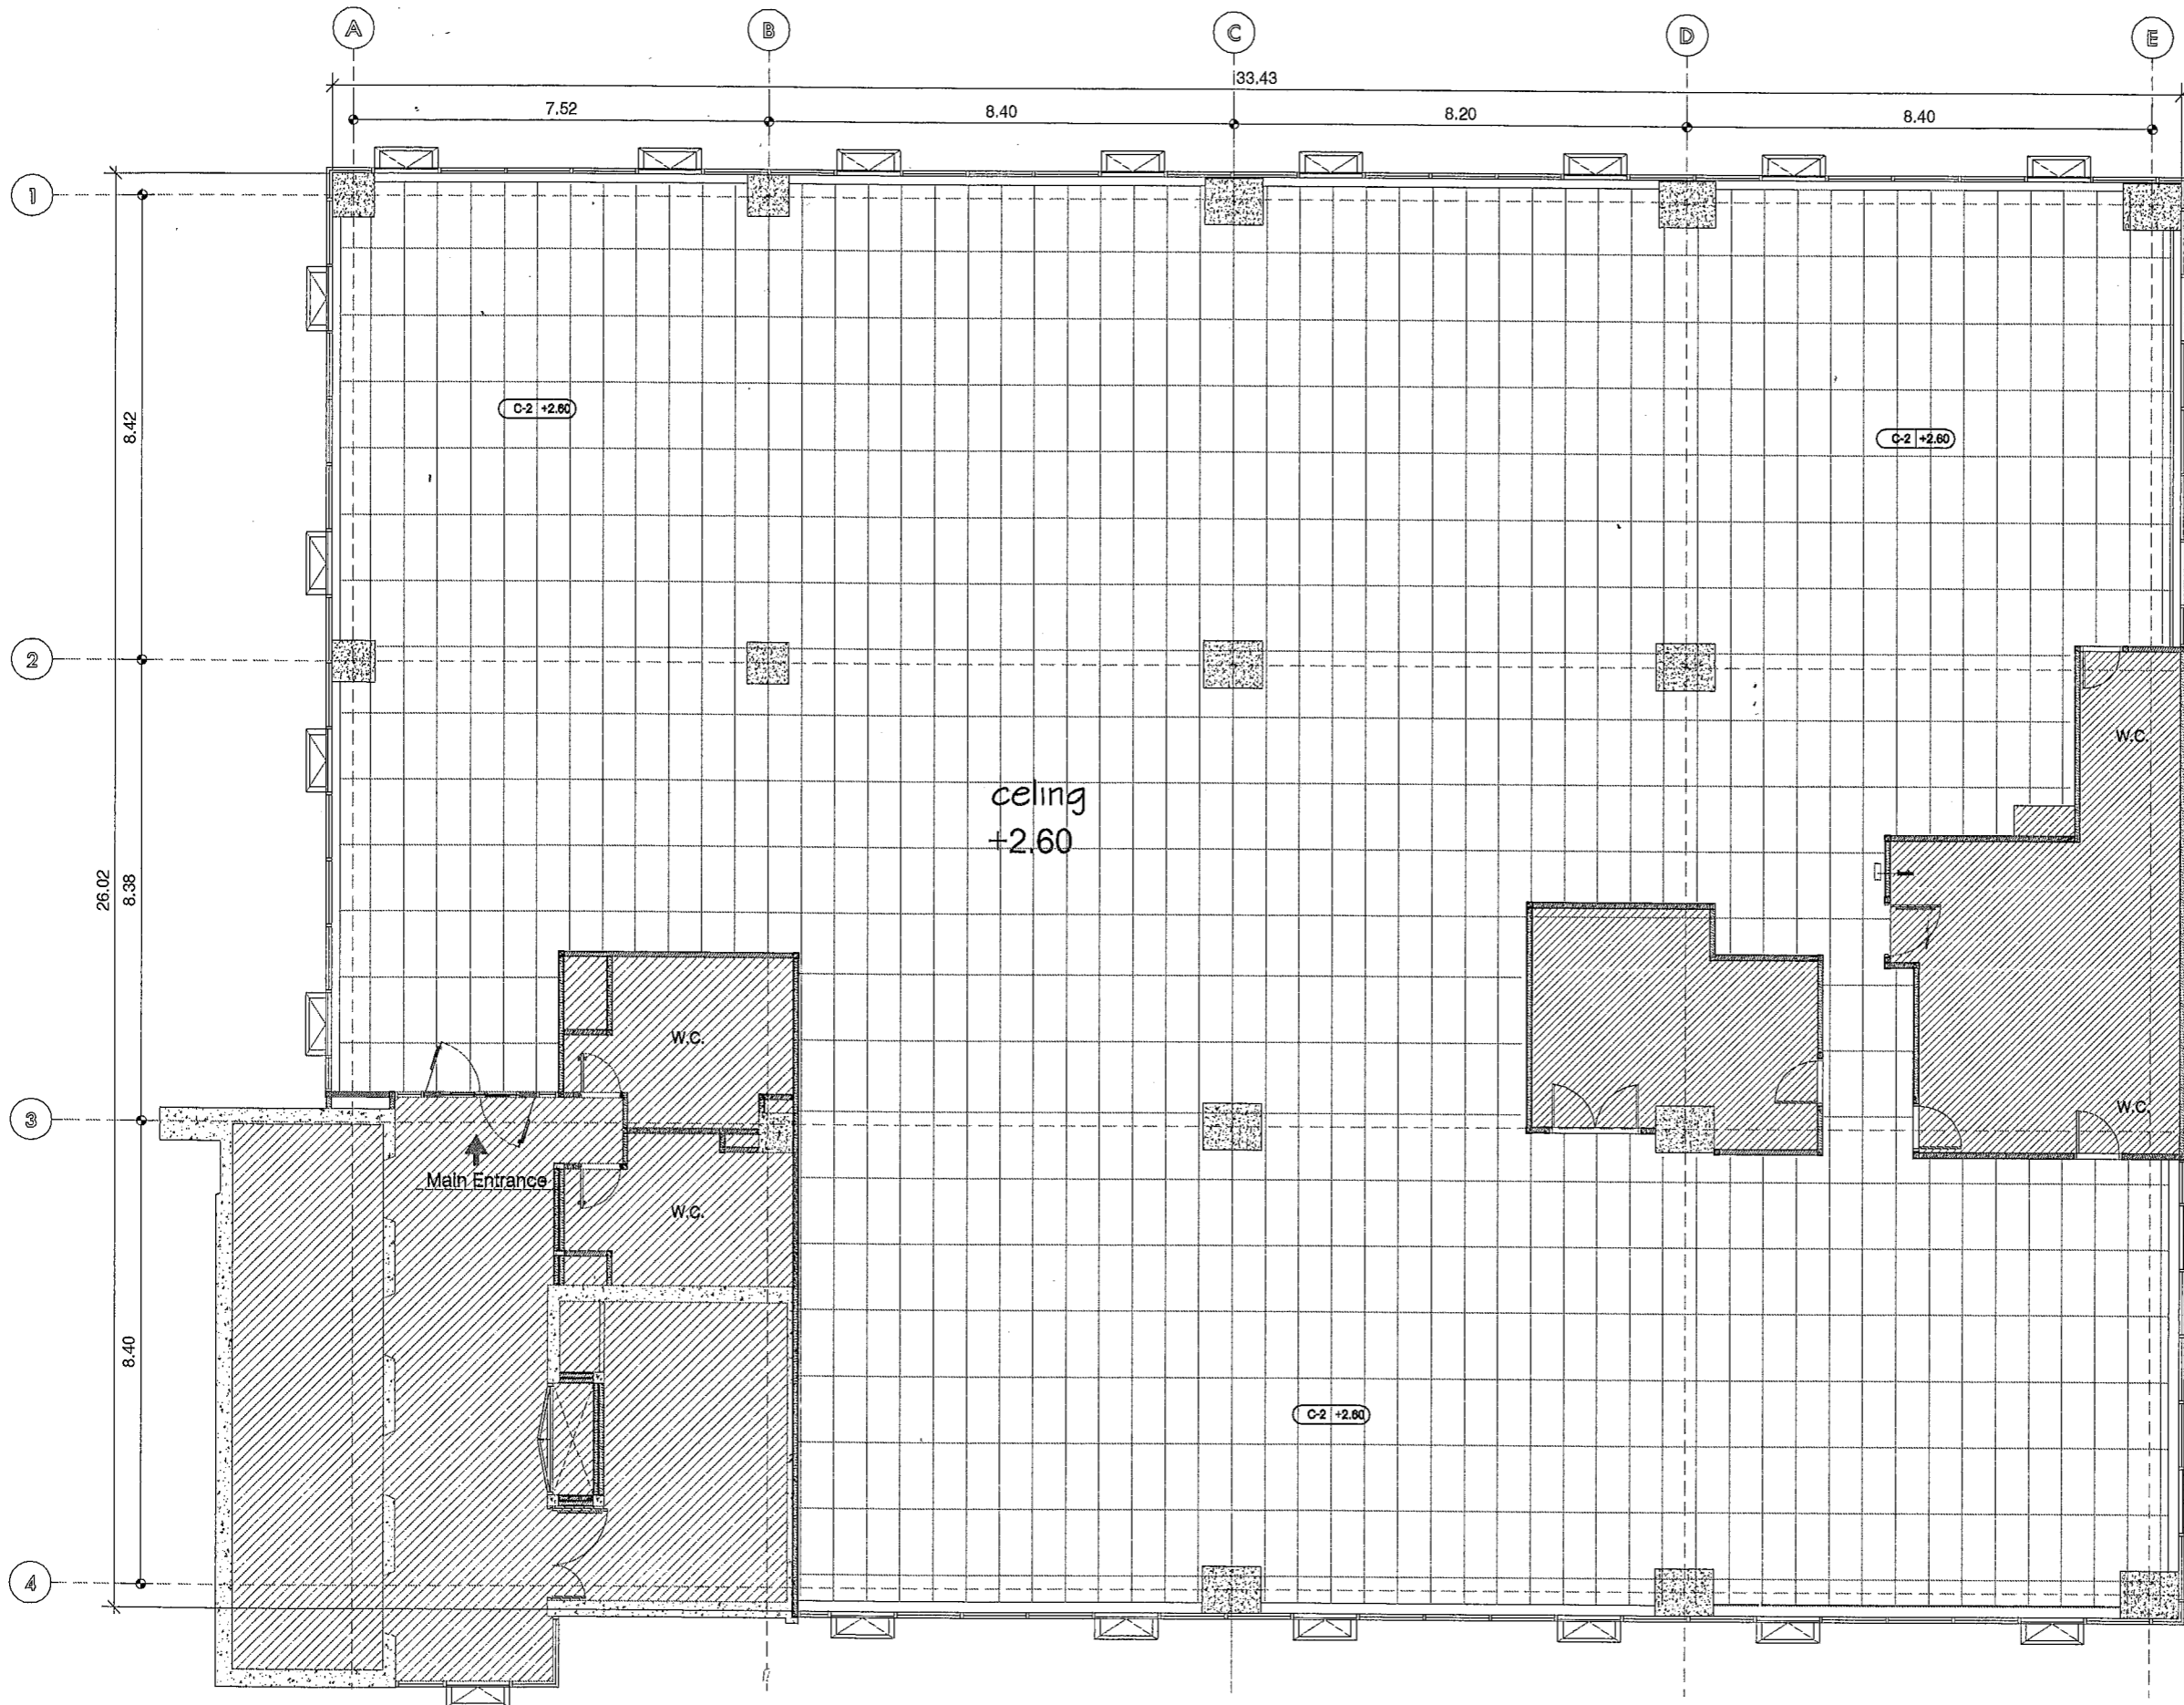 A
B
C
D
E
33.43
7.52
8.40
8.20
8.40
1
2
3
4
8.42
26.02
8.38
8.40
C-2 +2.60
C-2 +2.60
celing
+2.60
W.C.
W.C.
W.C.
Main Entrance
W.C.
C-2 +2.60